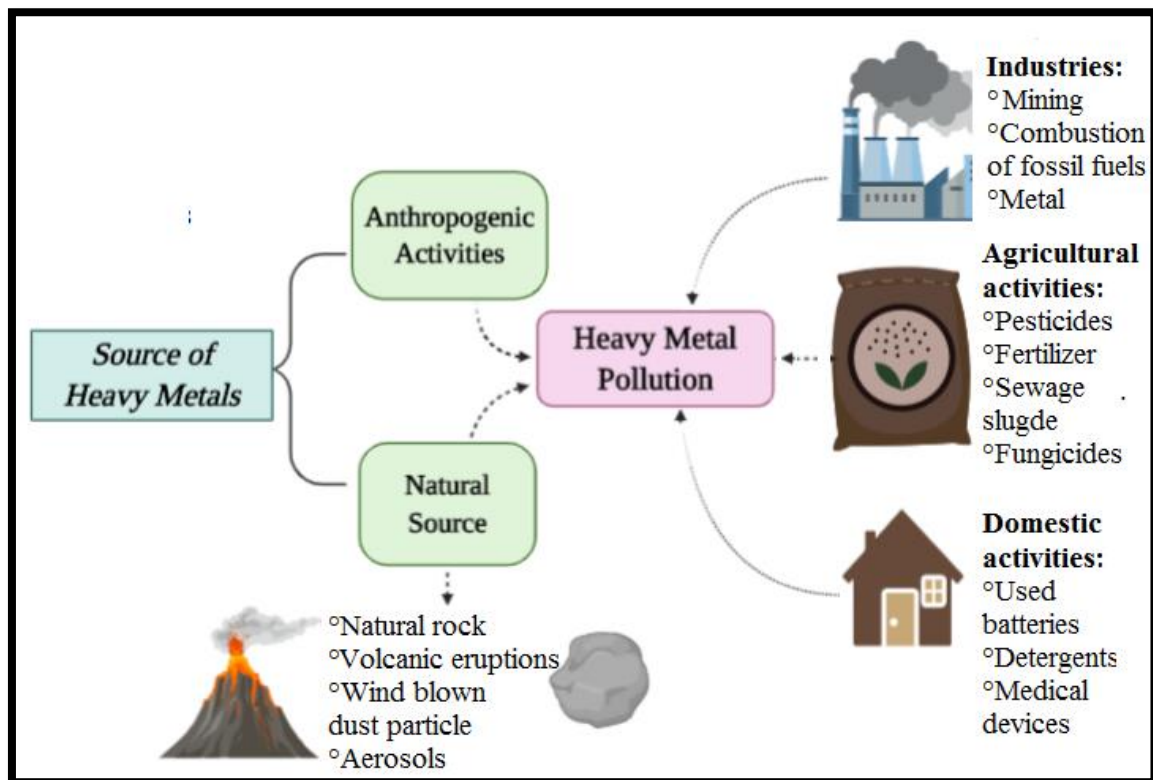 Source of
Heavy Metals
Anthropogenic
Activities
Natural
Source
°Natural rock
°Volcanic eruptions
°Wind blown
dust particle
°Aerosols
Heavy Metal
Pollution
Industries:
°Mining
°Combustion
of fossil fuels
°Metal
Agricultural
activities:
°Pesticides
°Fertilizer
°Sewage
slugde
°Fungicides
Domestic
activities:
°Used
batteries
°Detergents
°Medical
devices